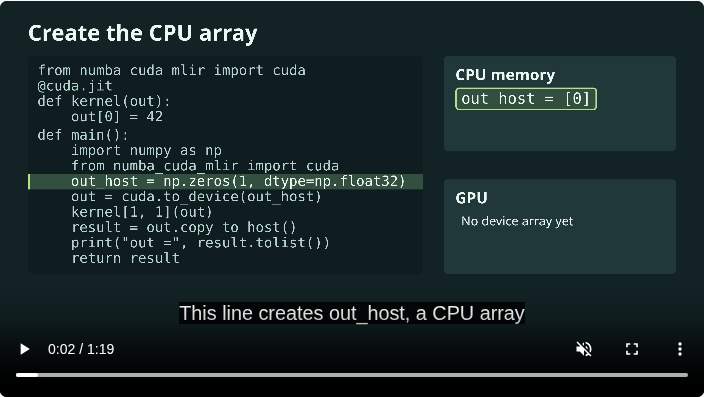 Create the CPU array
from numba cuda mlir import cuda
@cuda.jit
def kernel(out):
    out[0] = 42
def main():
    import numpy as np
    from numba_cuda_mlir import cuda
    out host = np.zeros(1, dtype=np.float32)
    out = cuda.to_device(out_host)
    kernel[1, 1](out)
    result = out.copy to host()
    print("out =", result.tolist())
    return result
CPU memory
out host = [0]
GPU
No device array yet
This line creates out_host, a CPU array
0:02 / 1:19